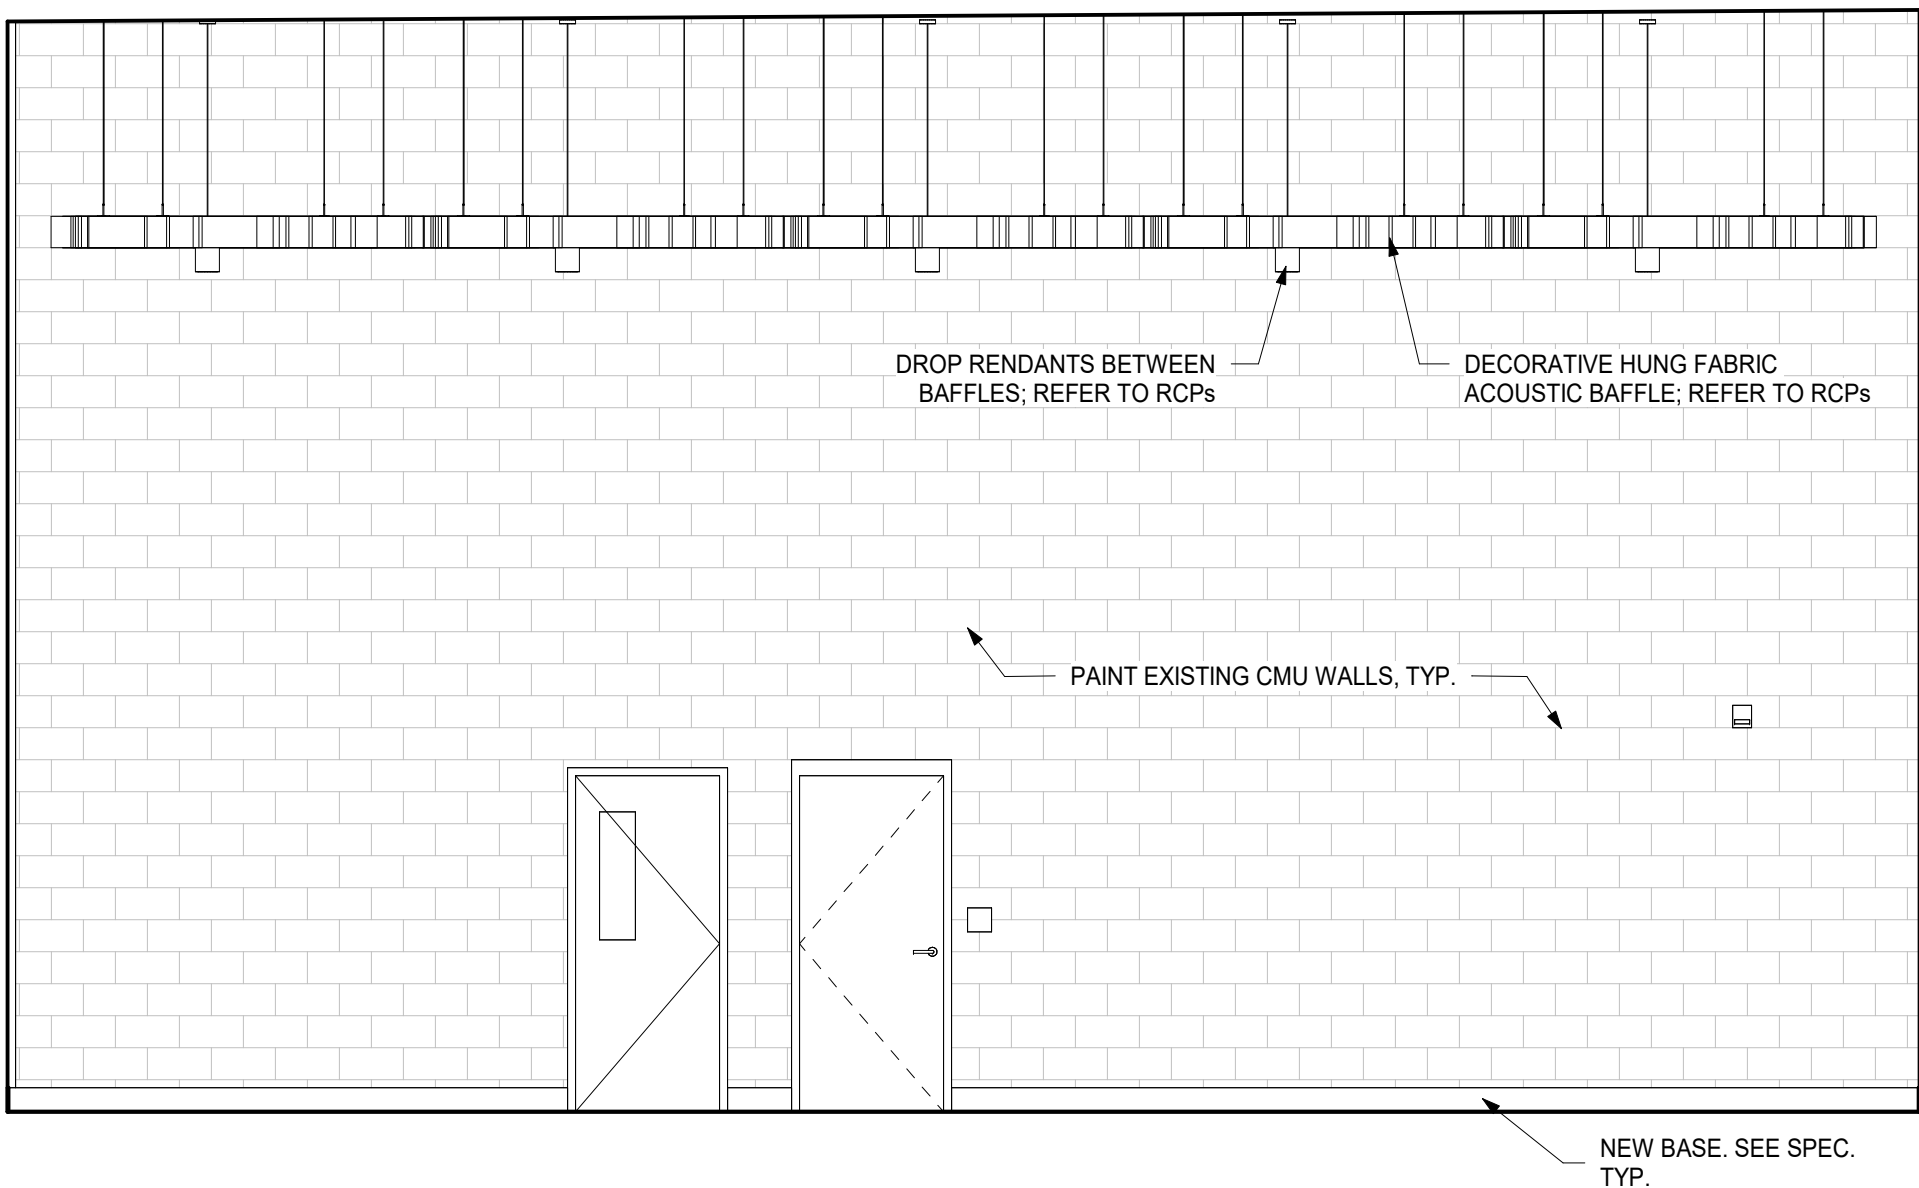 DROP RENDANTS BETWEEN
BAFFLES; REFER TO RCPs
DECORATIVE HUNG FABRIC
ACOUSTIC BAFFLE; REFER TO RCPs
PAINT EXISTING CMU WALLS, TYP.
NEW BASE. SEE SPEC.
TYP.